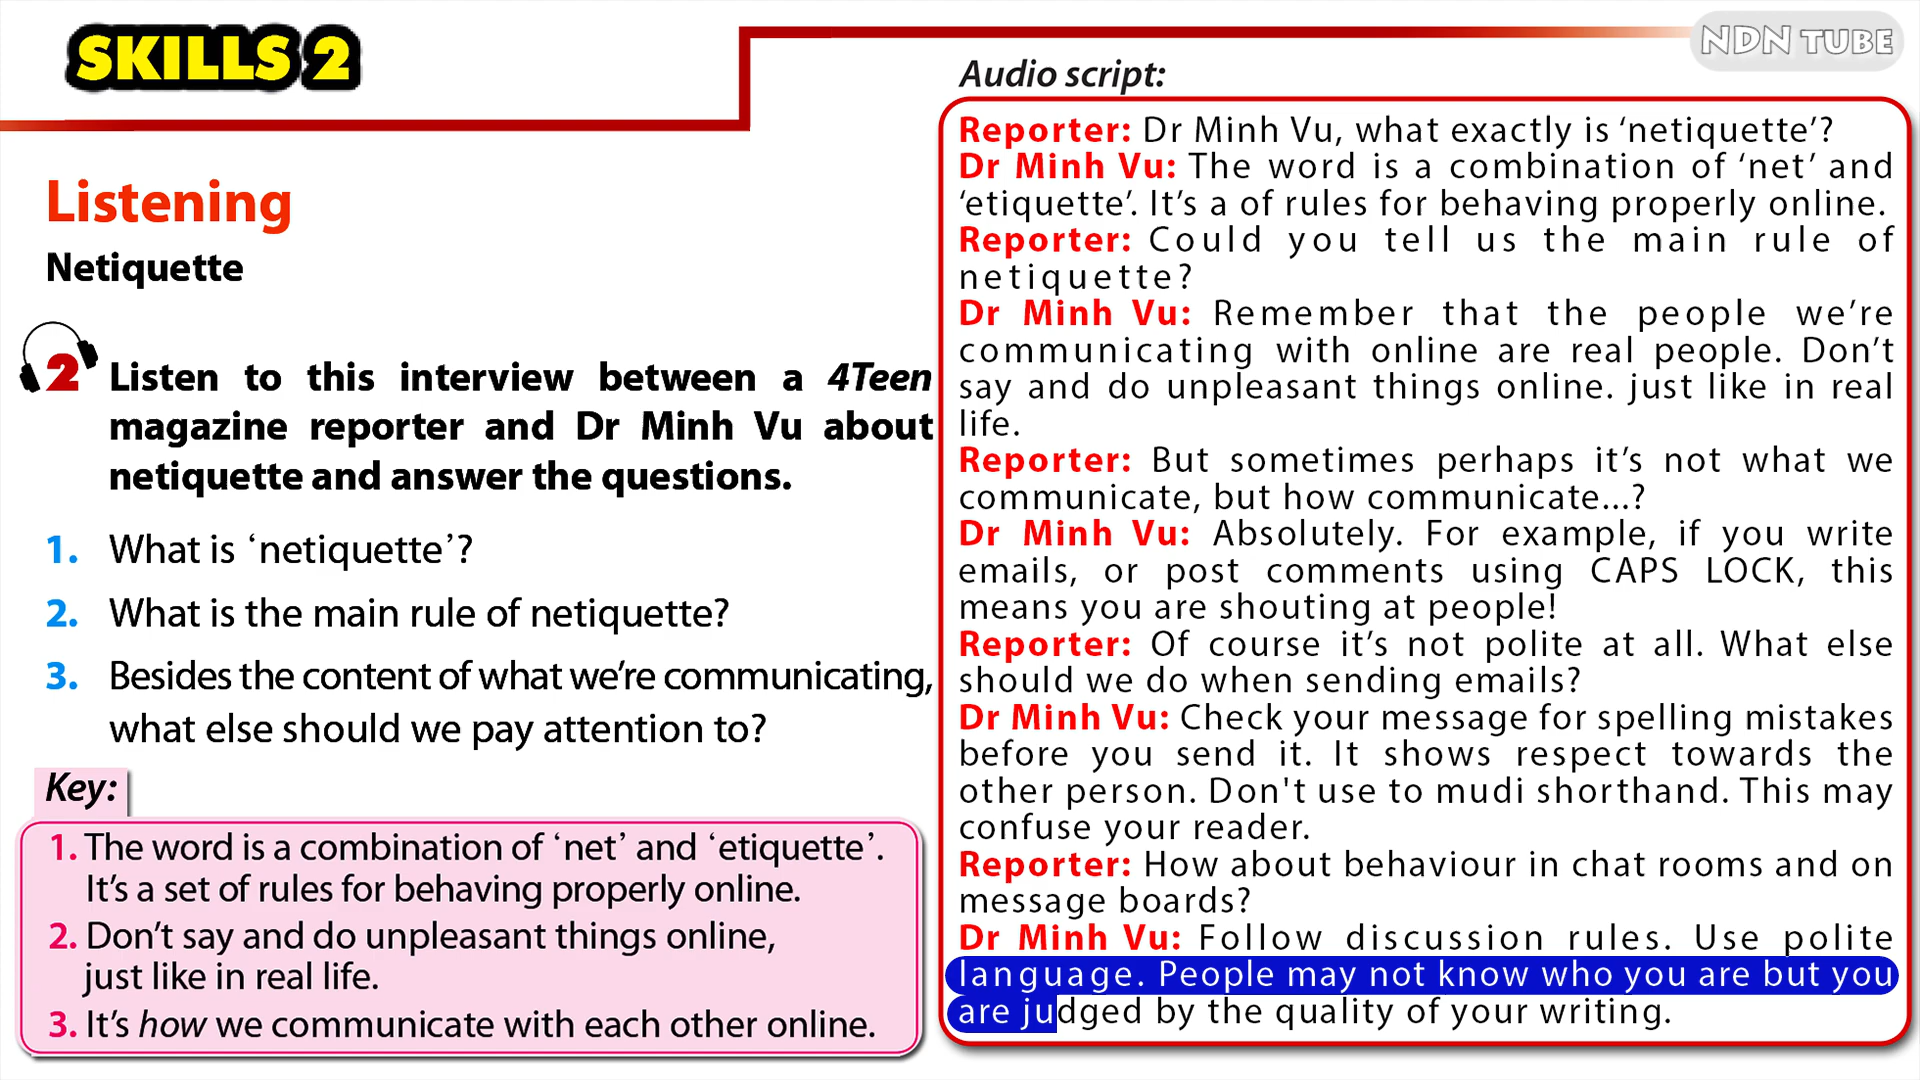 SKILLS 2
NDN TUBE
Listening
Netiquette
2 Listen to this interview between a 4Teen
magazine reporter and Dr Minh Vu about
netiquette and answer the questions.
1. What is ‘netiquette’?
2. What is the main rule of netiquette?
3. Besides the content of what we’re communicating,
what else should we pay attention to?
Key:
1. The word is a combination of ‘net’ and ‘etiquette’.
It’s a set of rules for behaving properly online.
2. Don’t say and do unpleasant things online,
just like in real life.
3. It’s how we communicate with each other online.
Audio script:
Reporter: Dr Minh Vu, what exactly is ‘netiquette’?
Dr Minh Vu: The word is a combination of ‘net’ and
‘etiquette’. It’s a of rules for behaving properly online.
Reporter: Could you tell us the main rule of
netiquette?
Dr Minh Vu: Remember that the people we’re
communicating with online are real people. Don’t
say and do unpleasant things online. just like in real
life.
Reporter: But sometimes perhaps it’s not what we
communicate, but how communicate...?
Dr Minh Vu: Absolutely. For example, if you write
emails, or post comments using CAPS LOCK, this
means you are shouting at people!
Reporter: Of course it’s not polite at all. What else
should we do when sending emails?
Dr Minh Vu: Check your message for spelling mistakes
before you send it. It shows respect towards the
other person. Don't use to mudi shorthand. This may
confuse your reader.
Reporter: How about behaviour in chat rooms and on
message boards?
Dr Minh Vu: Follow discussion rules. Use polite
language. People may not know who you are but you
are judged by the quality of your writing.